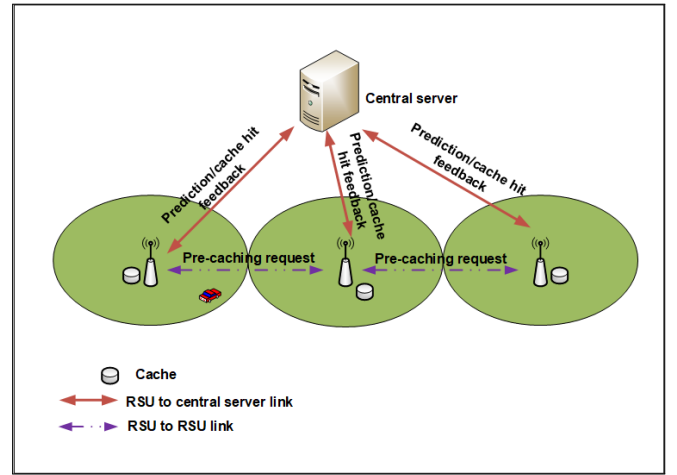 Central server
Prediction/cache hit
feedback
Prediction/cache
hit feedback
Prediction/cache hit
feedback
Pre-caching request
Pre-caching request
Cache
RSU to central server link
RSU to RSU link